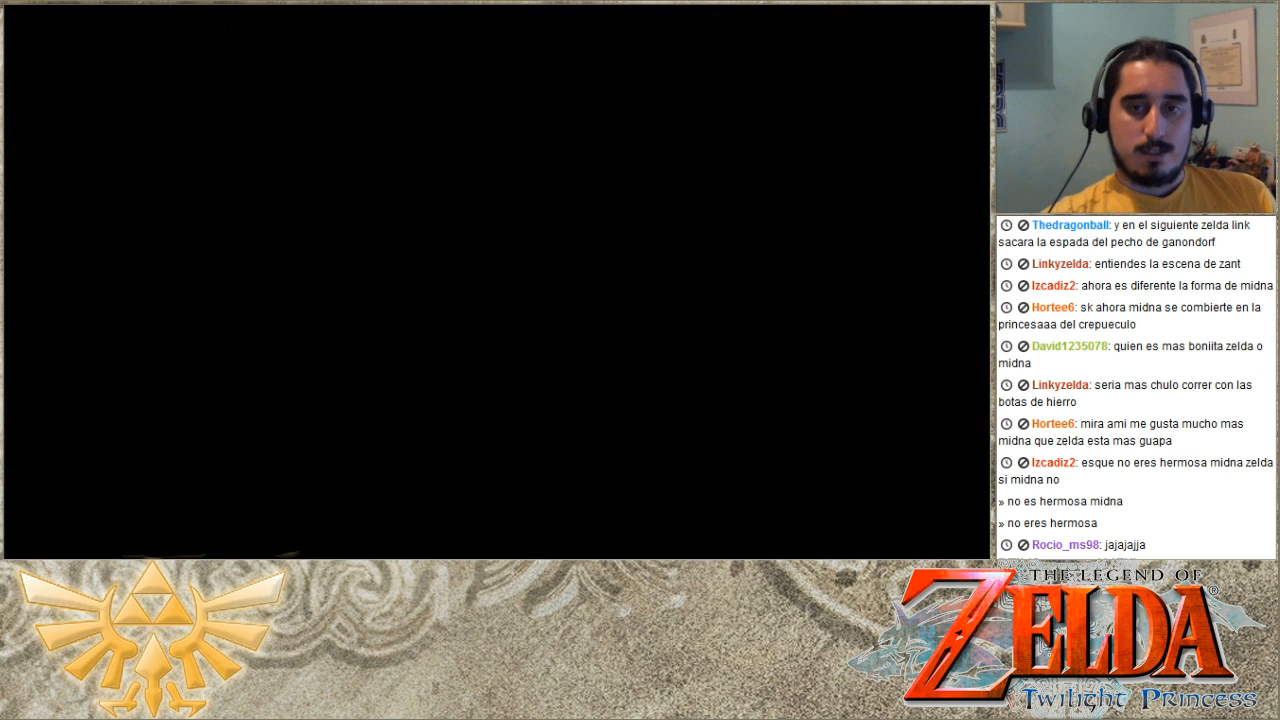 Thedragonball: y en el siguiente zelda link
sacara la espada del pecho de ganondorf
Linkyzelda: entiendes la escena de zant
Izcadiz2: ahora es diferente la forma de midna
Hortee6: sk ahora midna se combierte en la
princesaaa del crepueculo
David1235078: quien es mas boniita zelda o
midna
Linkyzelda: seria mas chulo correr con las
botas de hierro
Hortee6: mira ami me gusta mucho mas
midna que zelda esta mas guapa
Izcadiz2: esque no eres hermosa midna zelda
si midna no
» no es hermosa midna
» no eres hermosa
Rocio_ms98: jajajajja
THE LEGEND OF
ZELDA®
Twilight Princess